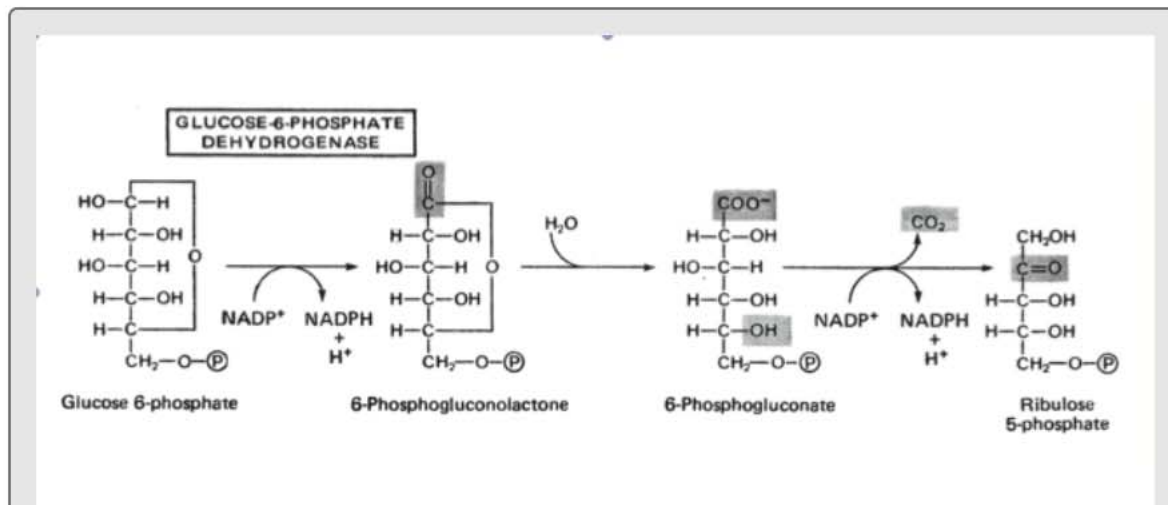 GLUCOSE-6-PHOSPHATE
DEHYDROGENASE
HO–C–H
H–C–OH
HO–C–H
H–C–OH
H–C
O
CH₂–O–Ⓟ
Glucose 6-phosphate
NADP⁺
NADPH
+
H⁺
O
C
H–C–OH
HO–C–H
O
H–C–OH
H–C
CH₂–O–Ⓟ
6-Phosphogluconolactone
H₂O
COO⁻
H–C–OH
HO–C–H
H–C–OH
H–C–OH
CH₂–O–Ⓟ
6-Phosphogluconate
CO₂
NADP⁺
NADPH
+
H⁺
CH₂OH
C=O
H–C–OH
H–C–OH
CH₂–O–Ⓟ
Ribulose
5-phosphate